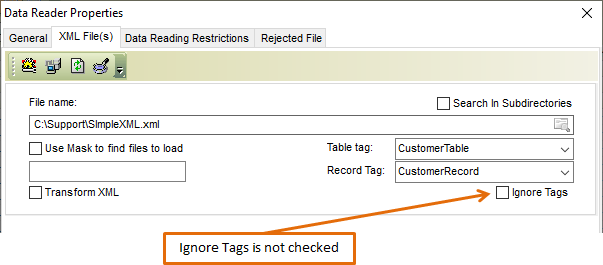 Data Reader Properties
General XML File(s) Data Reading Restrictions Rejected File
File name:
Search In Subdirectories
C:\Support\SImpleXML.xml
Use Mask to find files to load
Table tag: CustomerTable
Record Tag: CustomerRecord
Transform XML
Ignore Tags
Ignore Tags is not checked